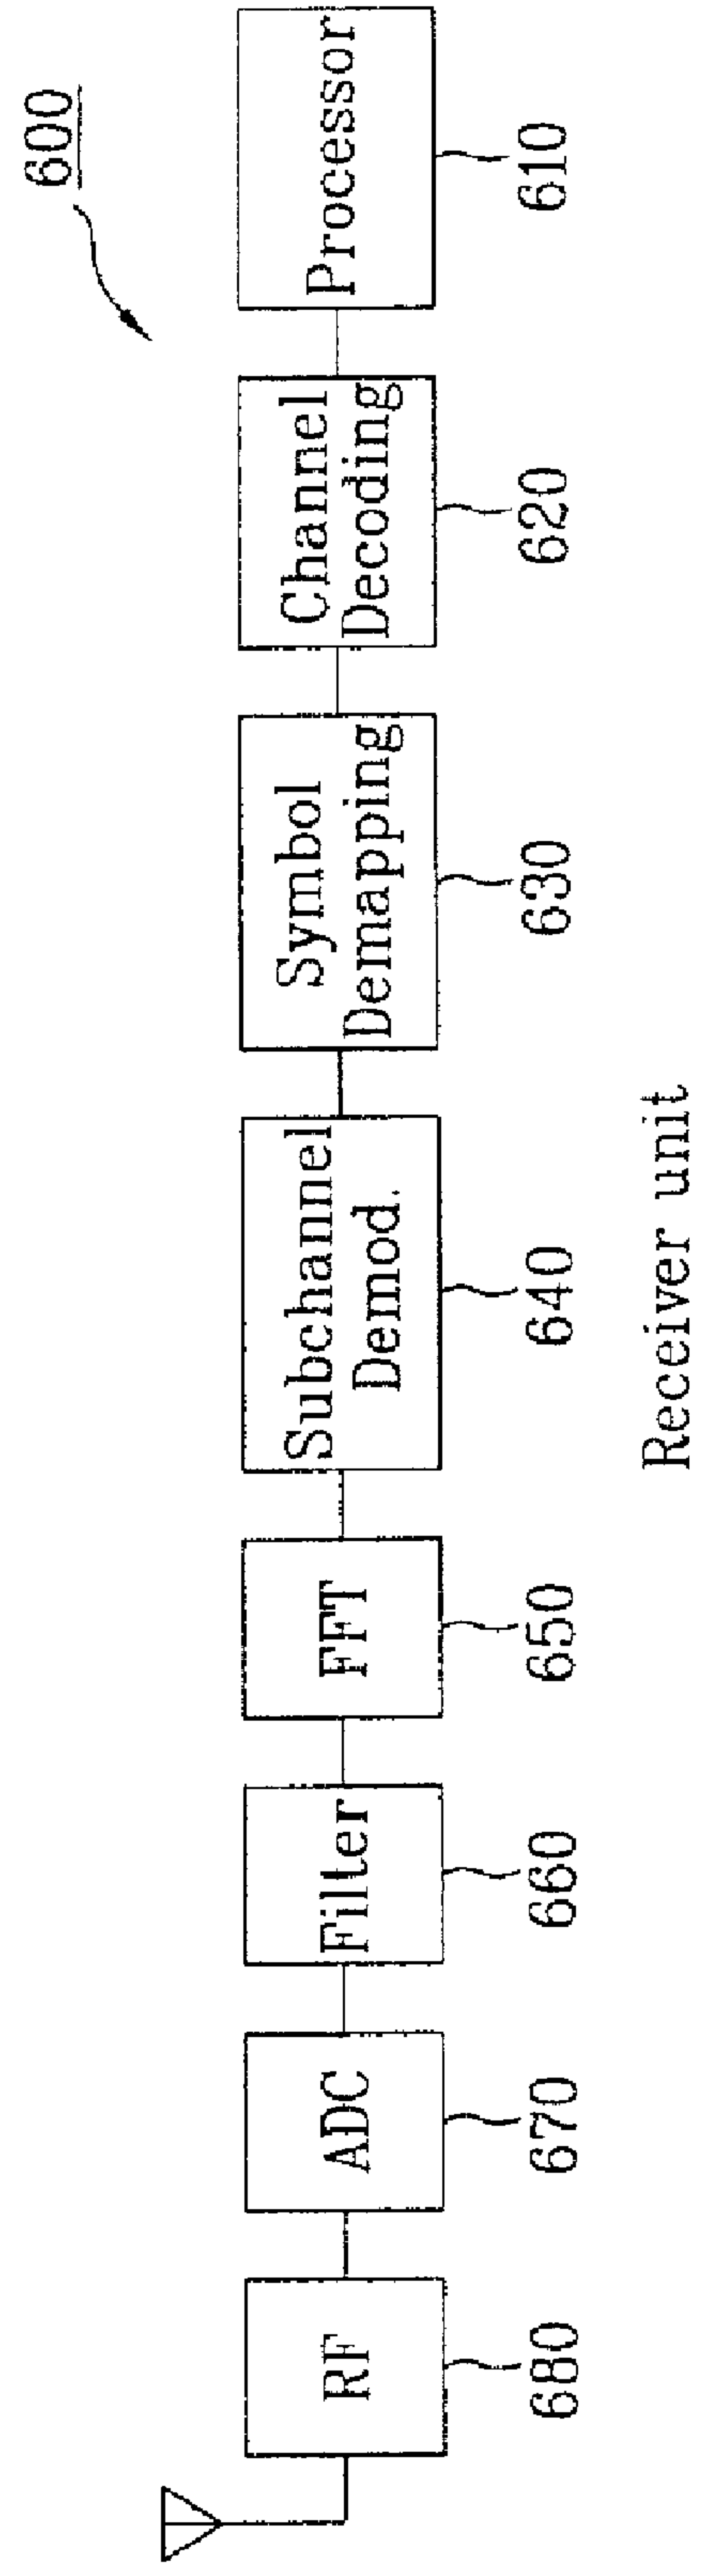 600
RF
ADC
Filter
FFT
Subchannel
Demod.
Symbol
Demapping
Channel
Decoding
Processor
680
670
660
650
640
630
620
610
Receiver unit